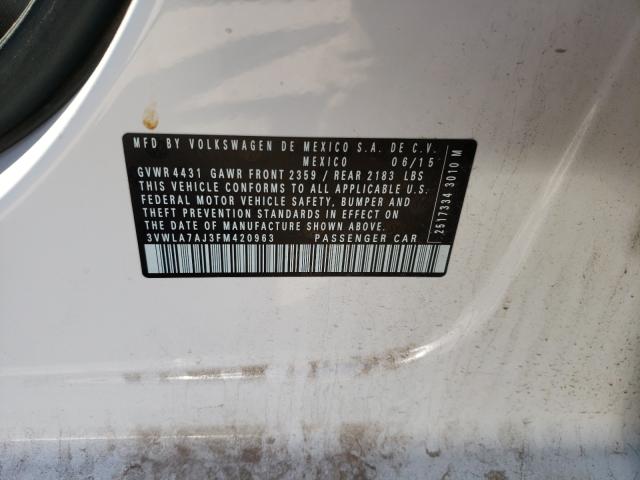 MFD BY VOLKSWAGEN DE MEXICO S.A. DE C.V.
MEXICO 06/15
GVWR 4431 GAWR FRONT 2359 / REAR 2183 LBS
THIS VEHICLE CONFORMS TO ALL APPLICABLE U.S.
FEDERAL MOTOR VEHICLE SAFETY, BUMPER AND
THEFT PREVENTION STANDARDS IN EFFECT ON
THE DATE OF MANUFACTURE SHOWN ABOVE.
3VWLA7AJ3FM420963 PASSENGER CAR
2517334 3010 M